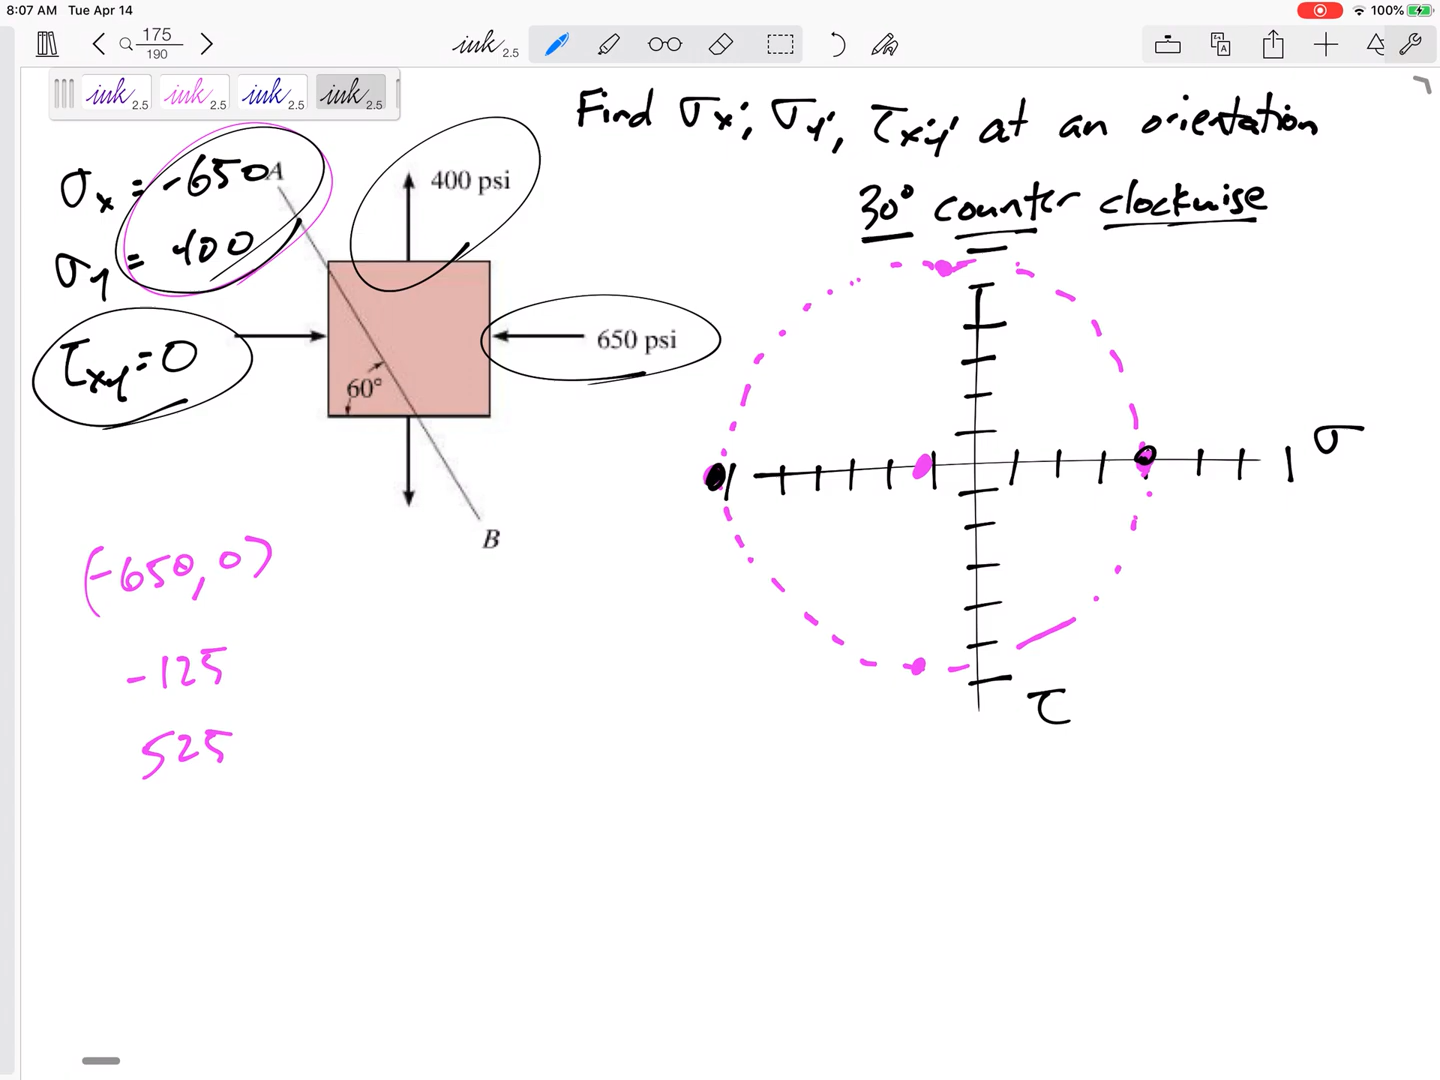 8:07 AM Tue Apr 14
100%
175
190
ink 2.5
ink 2.5
ink 2.5
ink 2.5
ink 2.5
Find σx', σy', τx'y' at an orientation
30° counter clockwise
σx = -650
σy = 400
τxy = 0
A
400 psi
650 psi
60°
B
σ
τ
(-650, 0)
-125
525